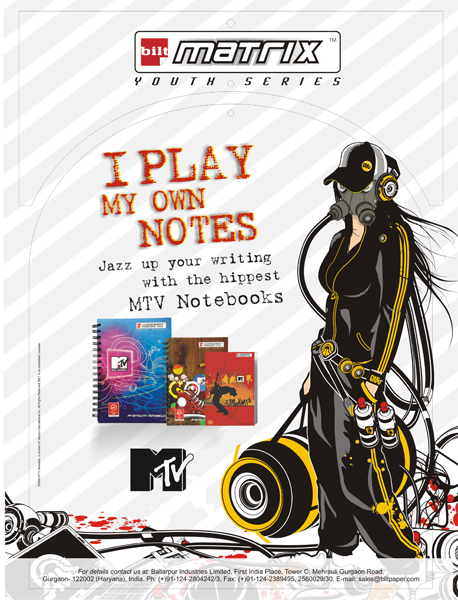 bilt MATRIX TM
YOUTH SERIES
I PLAY
MY OWN
NOTES
Jazz up your writing
with the hippest
MTV Notebooks
MATRIX
MTV
MTV
For details contact us at: Ballarpur Industries Limited, First India Place, Tower C, Mehrauli Gurgaon Road,
Gurgaon- 122002 (Haryana), India. Ph: (+)91-124-2804242/3, Fax: (+)91-124-2389495, 2560029/30. E-mail: sales@biltpaper.com